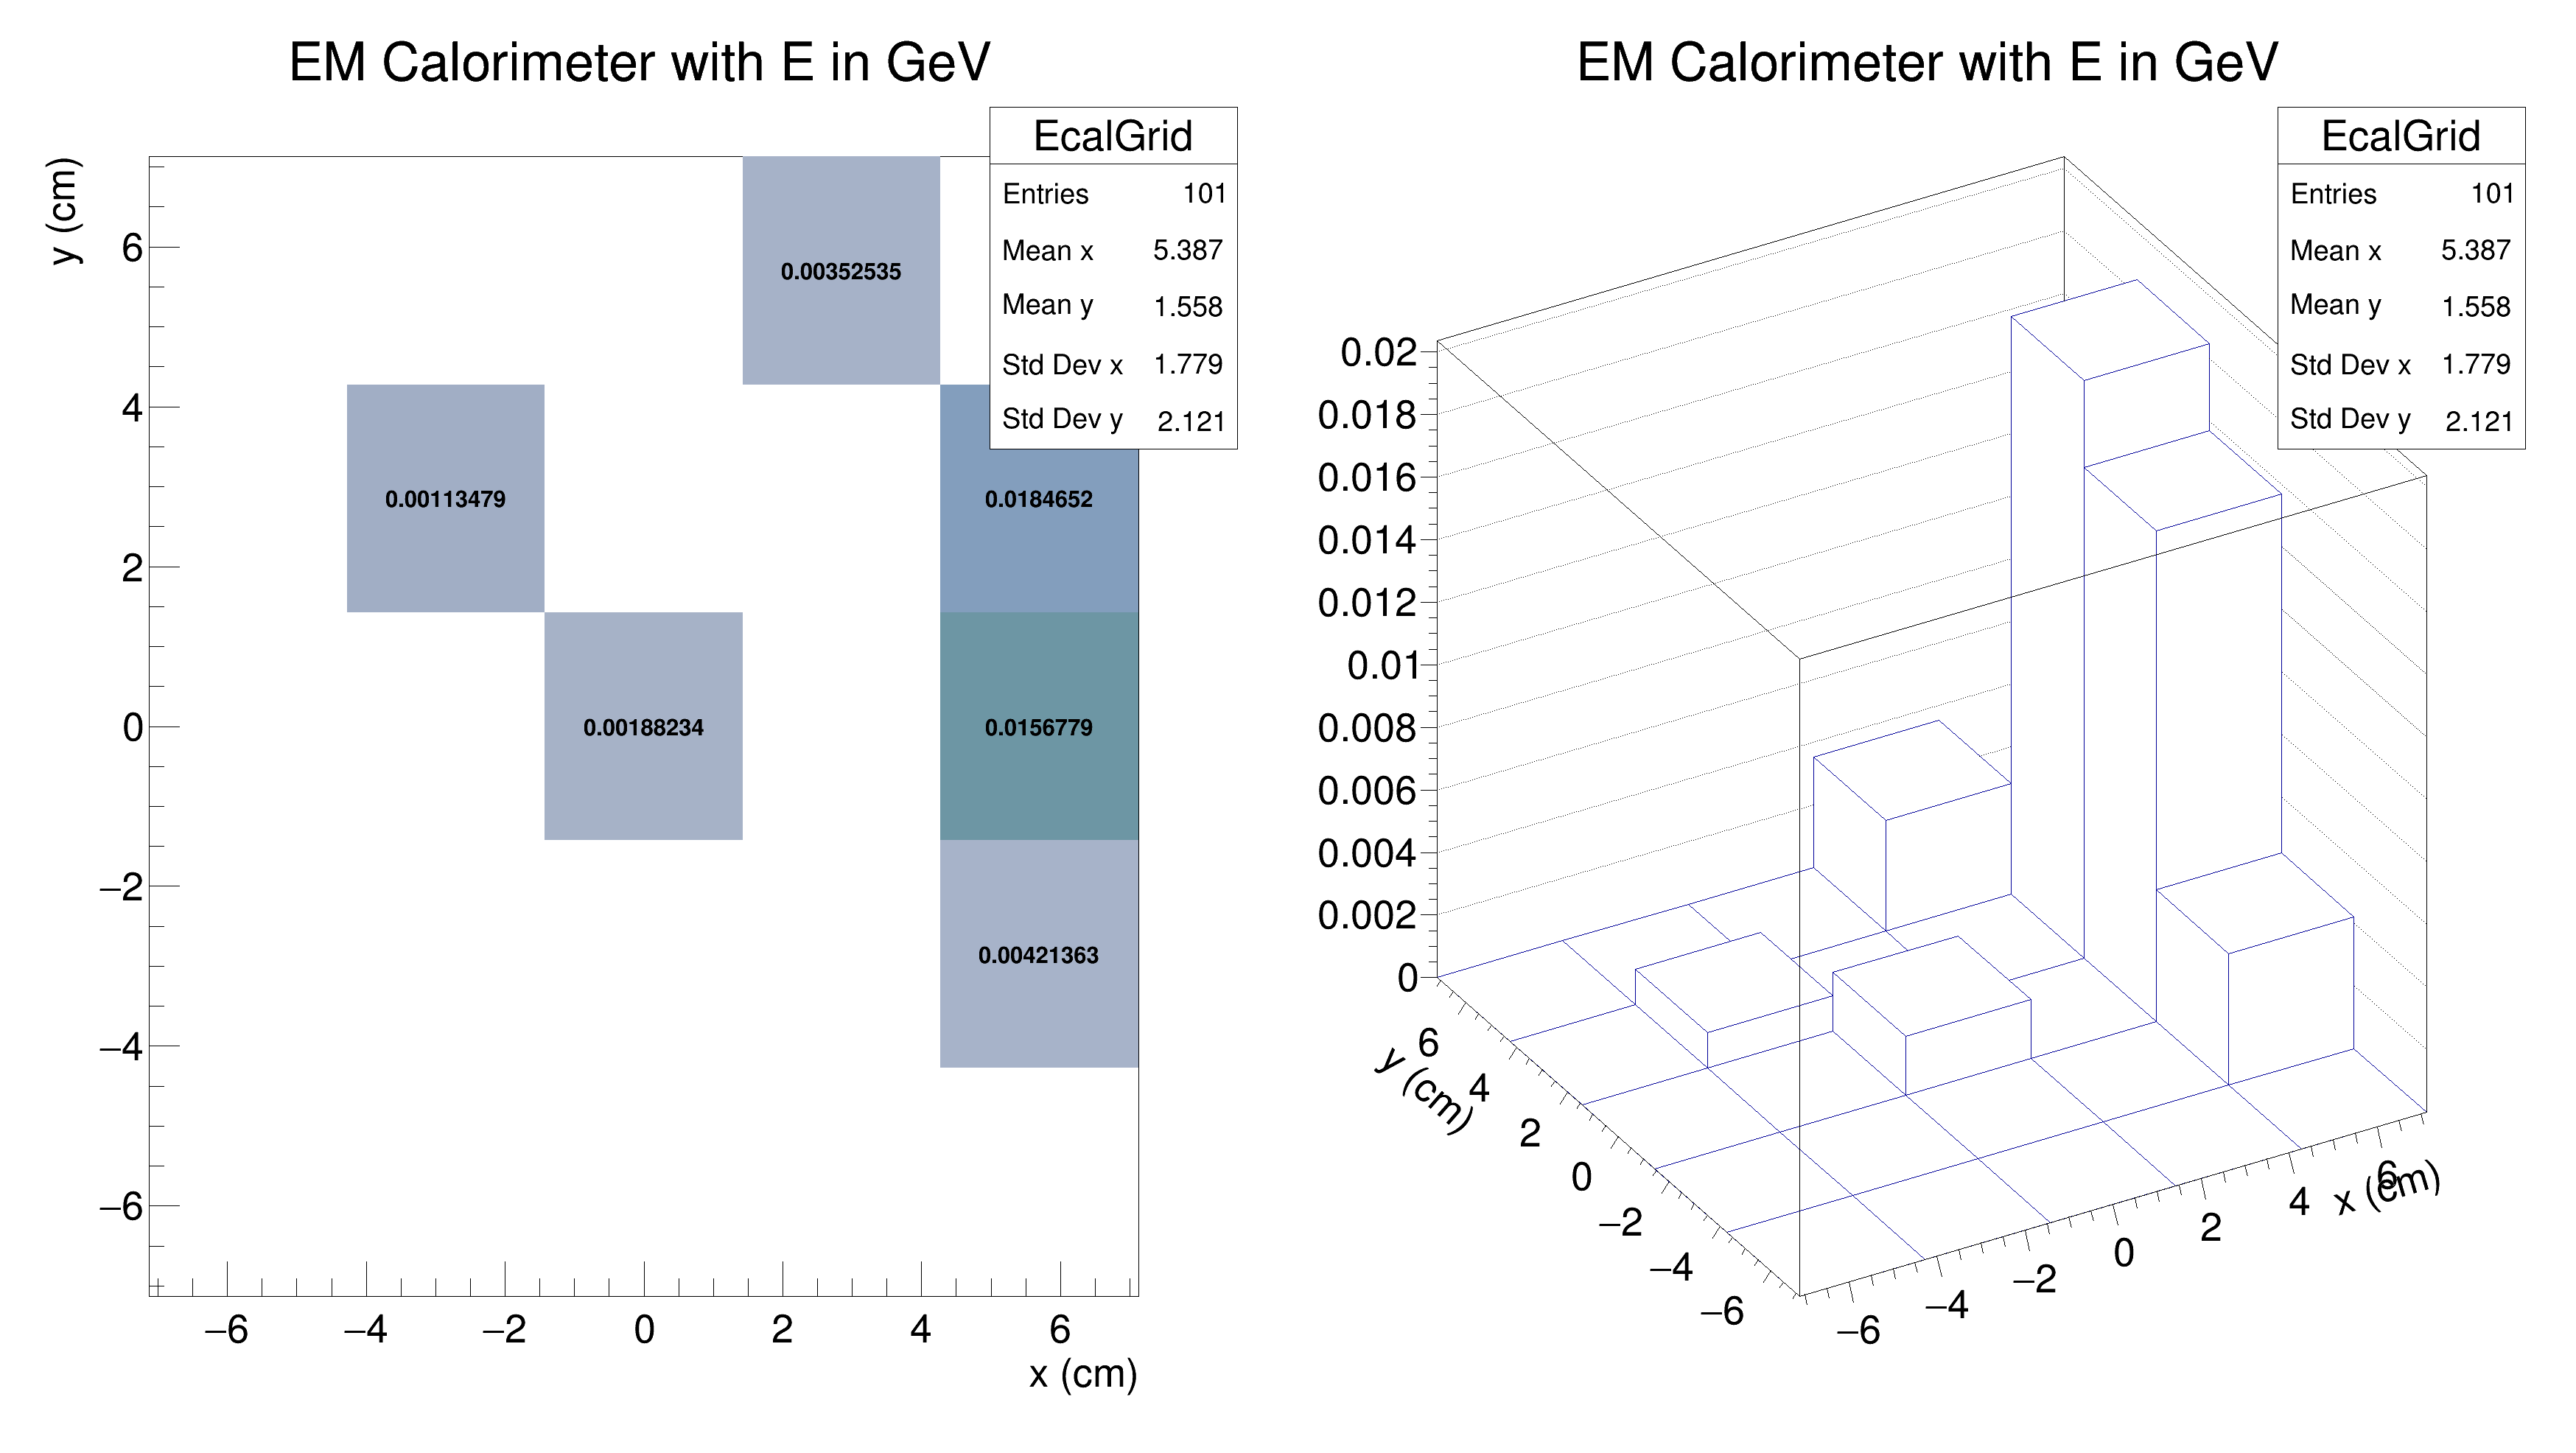 EM Calorimeter with E in GeV
EcalGrid
Entries 101
Mean x 5.387
Mean y 1.558
Std Dev x 1.779
Std Dev y 2.121
y (cm)
6
4
2
0
−2
−4
−6
0.00352535
0.00113479
0.0184652
0.00188234
0.0156779
0.00421363
−6 −4 −2 0 2 4 6
x (cm)
EM Calorimeter with E in GeV
EcalGrid
Entries 101
Mean x 5.387
Mean y 1.558
Std Dev x 1.779
Std Dev y 2.121
0.02
0.018
0.016
0.014
0.012
0.01
0.008
0.006
0.004
0.002
0
6
4
2
0
−2
−4
−6
y (cm)
−6 −4 −2 0 2 4 6
x (cm)